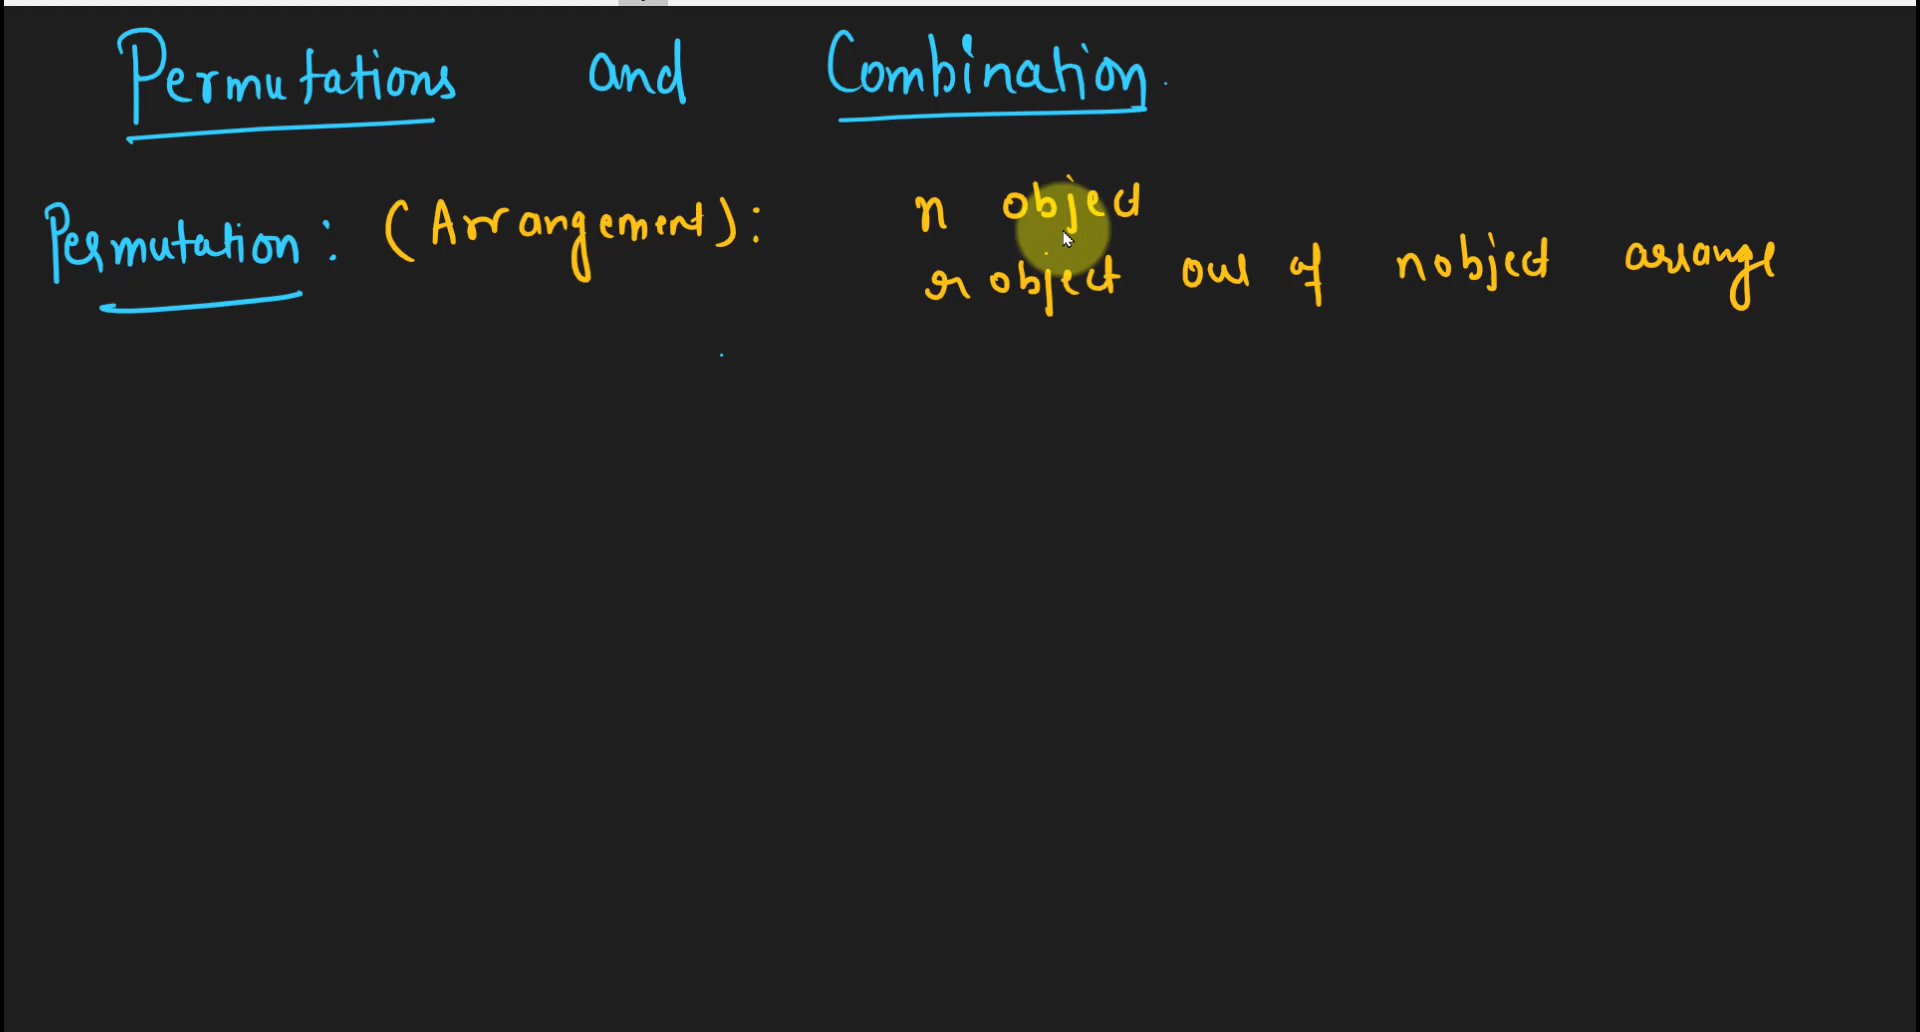 Permutations and Combination.
Permutation: (Arrangement): n object
r object out of n object arrange